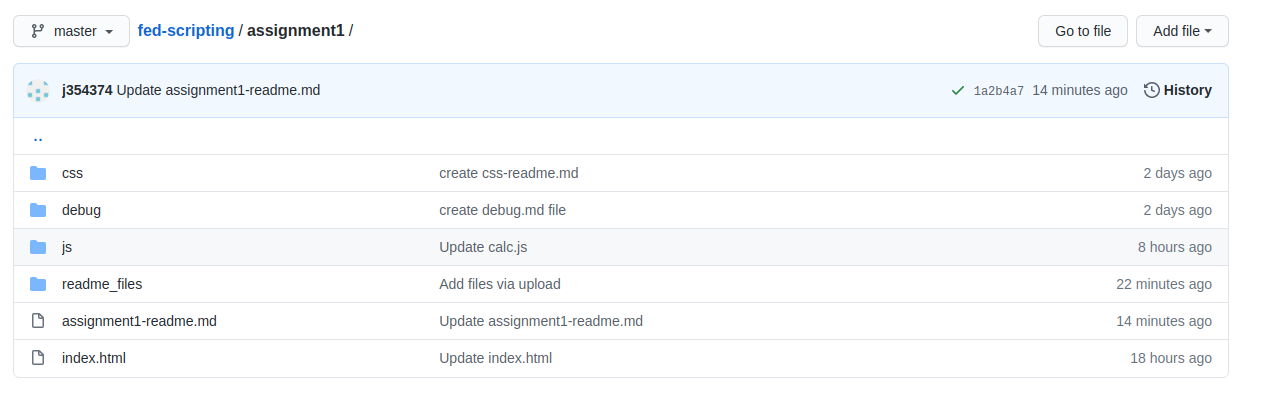 master fed-scripting / assignment1 / Go to file Add file
j354374 Update assignment1-readme.md 1a2b4a7 14 minutes ago History
..
css create css-readme.md 2 days ago
debug create debug.md file 2 days ago
js Update calc.js 8 hours ago
readme_files Add files via upload 22 minutes ago
assignment1-readme.md Update assignment1-readme.md 14 minutes ago
index.html Update index.html 18 hours ago